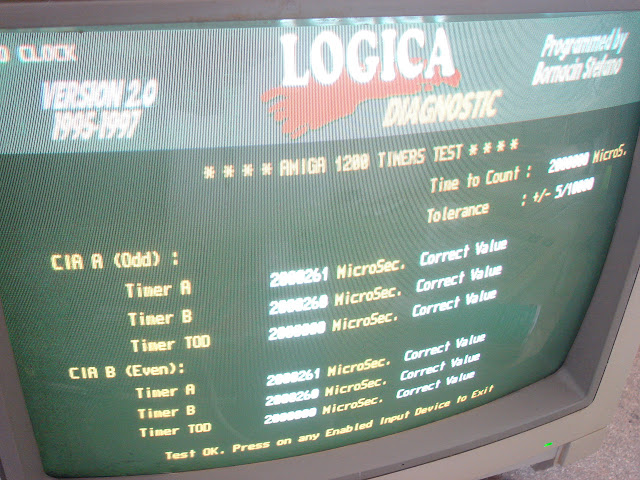 CLOCK
VERSION 2.0
1995-1997
LOGICA
DIAGNOSTIC
Programmed by
Bornacin Stefano
* * * * AMIGA 1200 TIMERS TEST * * * *
Time to Count : 2000000 MicroS.
Tolerance : +/- 5/10000
CIA A (Odd) :
Timer A 2000261 MicroSec. Correct Value
Timer B 2000260 MicroSec. Correct Value
Timer TOD 2000000 MicroSec. Correct Value
CIA B (Even):
Timer A 2000261 MicroSec. Correct Value
Timer B 2000260 MicroSec. Correct Value
Timer TOD 2000000 MicroSec. Correct Value
Test OK. Press on any Enabled Input Device to Exit